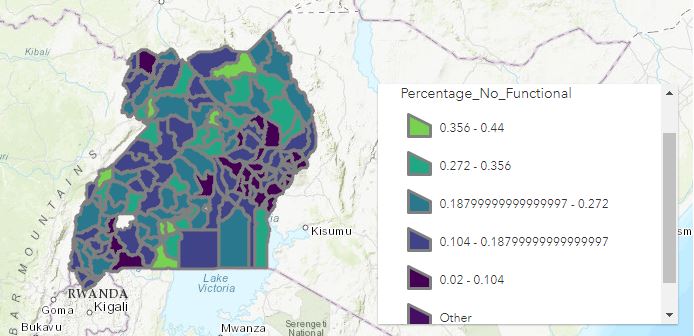 Kibali
BAR MOUNTAINS
RWANDA
Goma
Kigali
Bukavu
Lake
Victoria
Kisumu
Mwanza
Serengeti
National
Percentage_No_Functional
0.356 - 0.44
0.272 - 0.356
0.18799999999999997 - 0.272
0.104 - 0.18799999999999997
0.02 - 0.104
Other